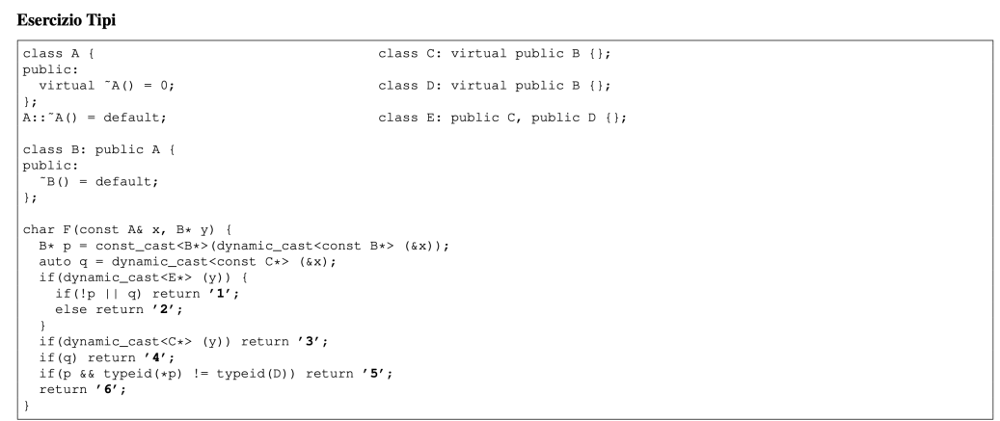 Esercizio Tipi
class A {                                    class C: virtual public B {};
public:
  virtual ~A() = 0;                          class D: virtual public B {};
};
A::~A() = default;                           class E: public C, public D {};
class B: public A {
public:
  ~B() = default;
};
char F(const A& x, B* y) {
  B* p = const_cast<B*>(dynamic_cast<const B*> (&x));
  auto q = dynamic_cast<const C*> (&x);
  if(dynamic_cast<E*> (y)) {
    if(!p || q) return '1';
    else return '2';
  }
  if(dynamic_cast<C*> (y)) return '3';
  if(q) return '4';
  if(p && typeid(*p) != typeid(D)) return '5';
  return '6';
}